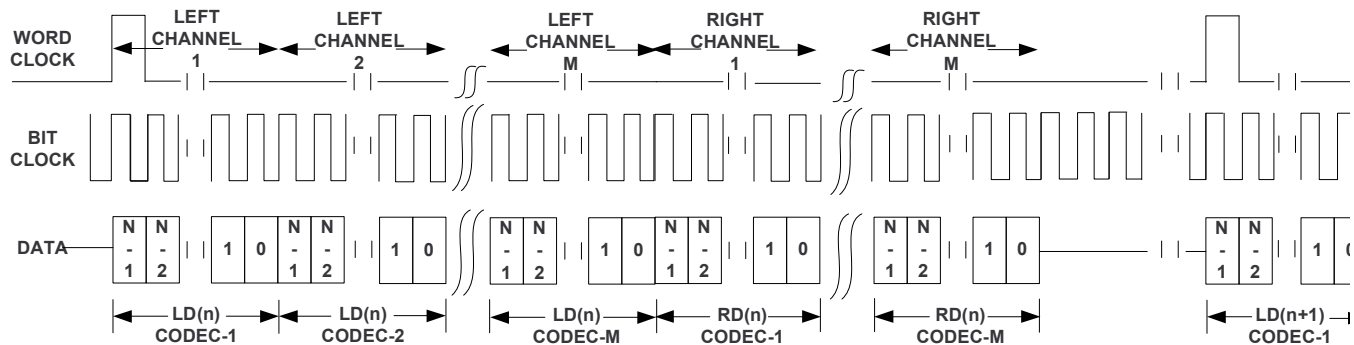 WORD CLOCK
LEFT CHANNEL 1
LEFT CHANNEL 2
LEFT CHANNEL M
RIGHT CHANNEL 1
RIGHT CHANNEL M
BIT CLOCK
DATA
N-1 N-2 1 0 N-1 N-2 1 0 N-1 N-2 1 0 N-1 N-2 1 0 N-1 N-2 1 0 N-1 N-2 1 0
LD(n) CODEC-1
LD(n) CODEC-2
LD(n) CODEC-M
RD(n) CODEC-1
RD(n) CODEC-M
LD(n+1) CODEC-1